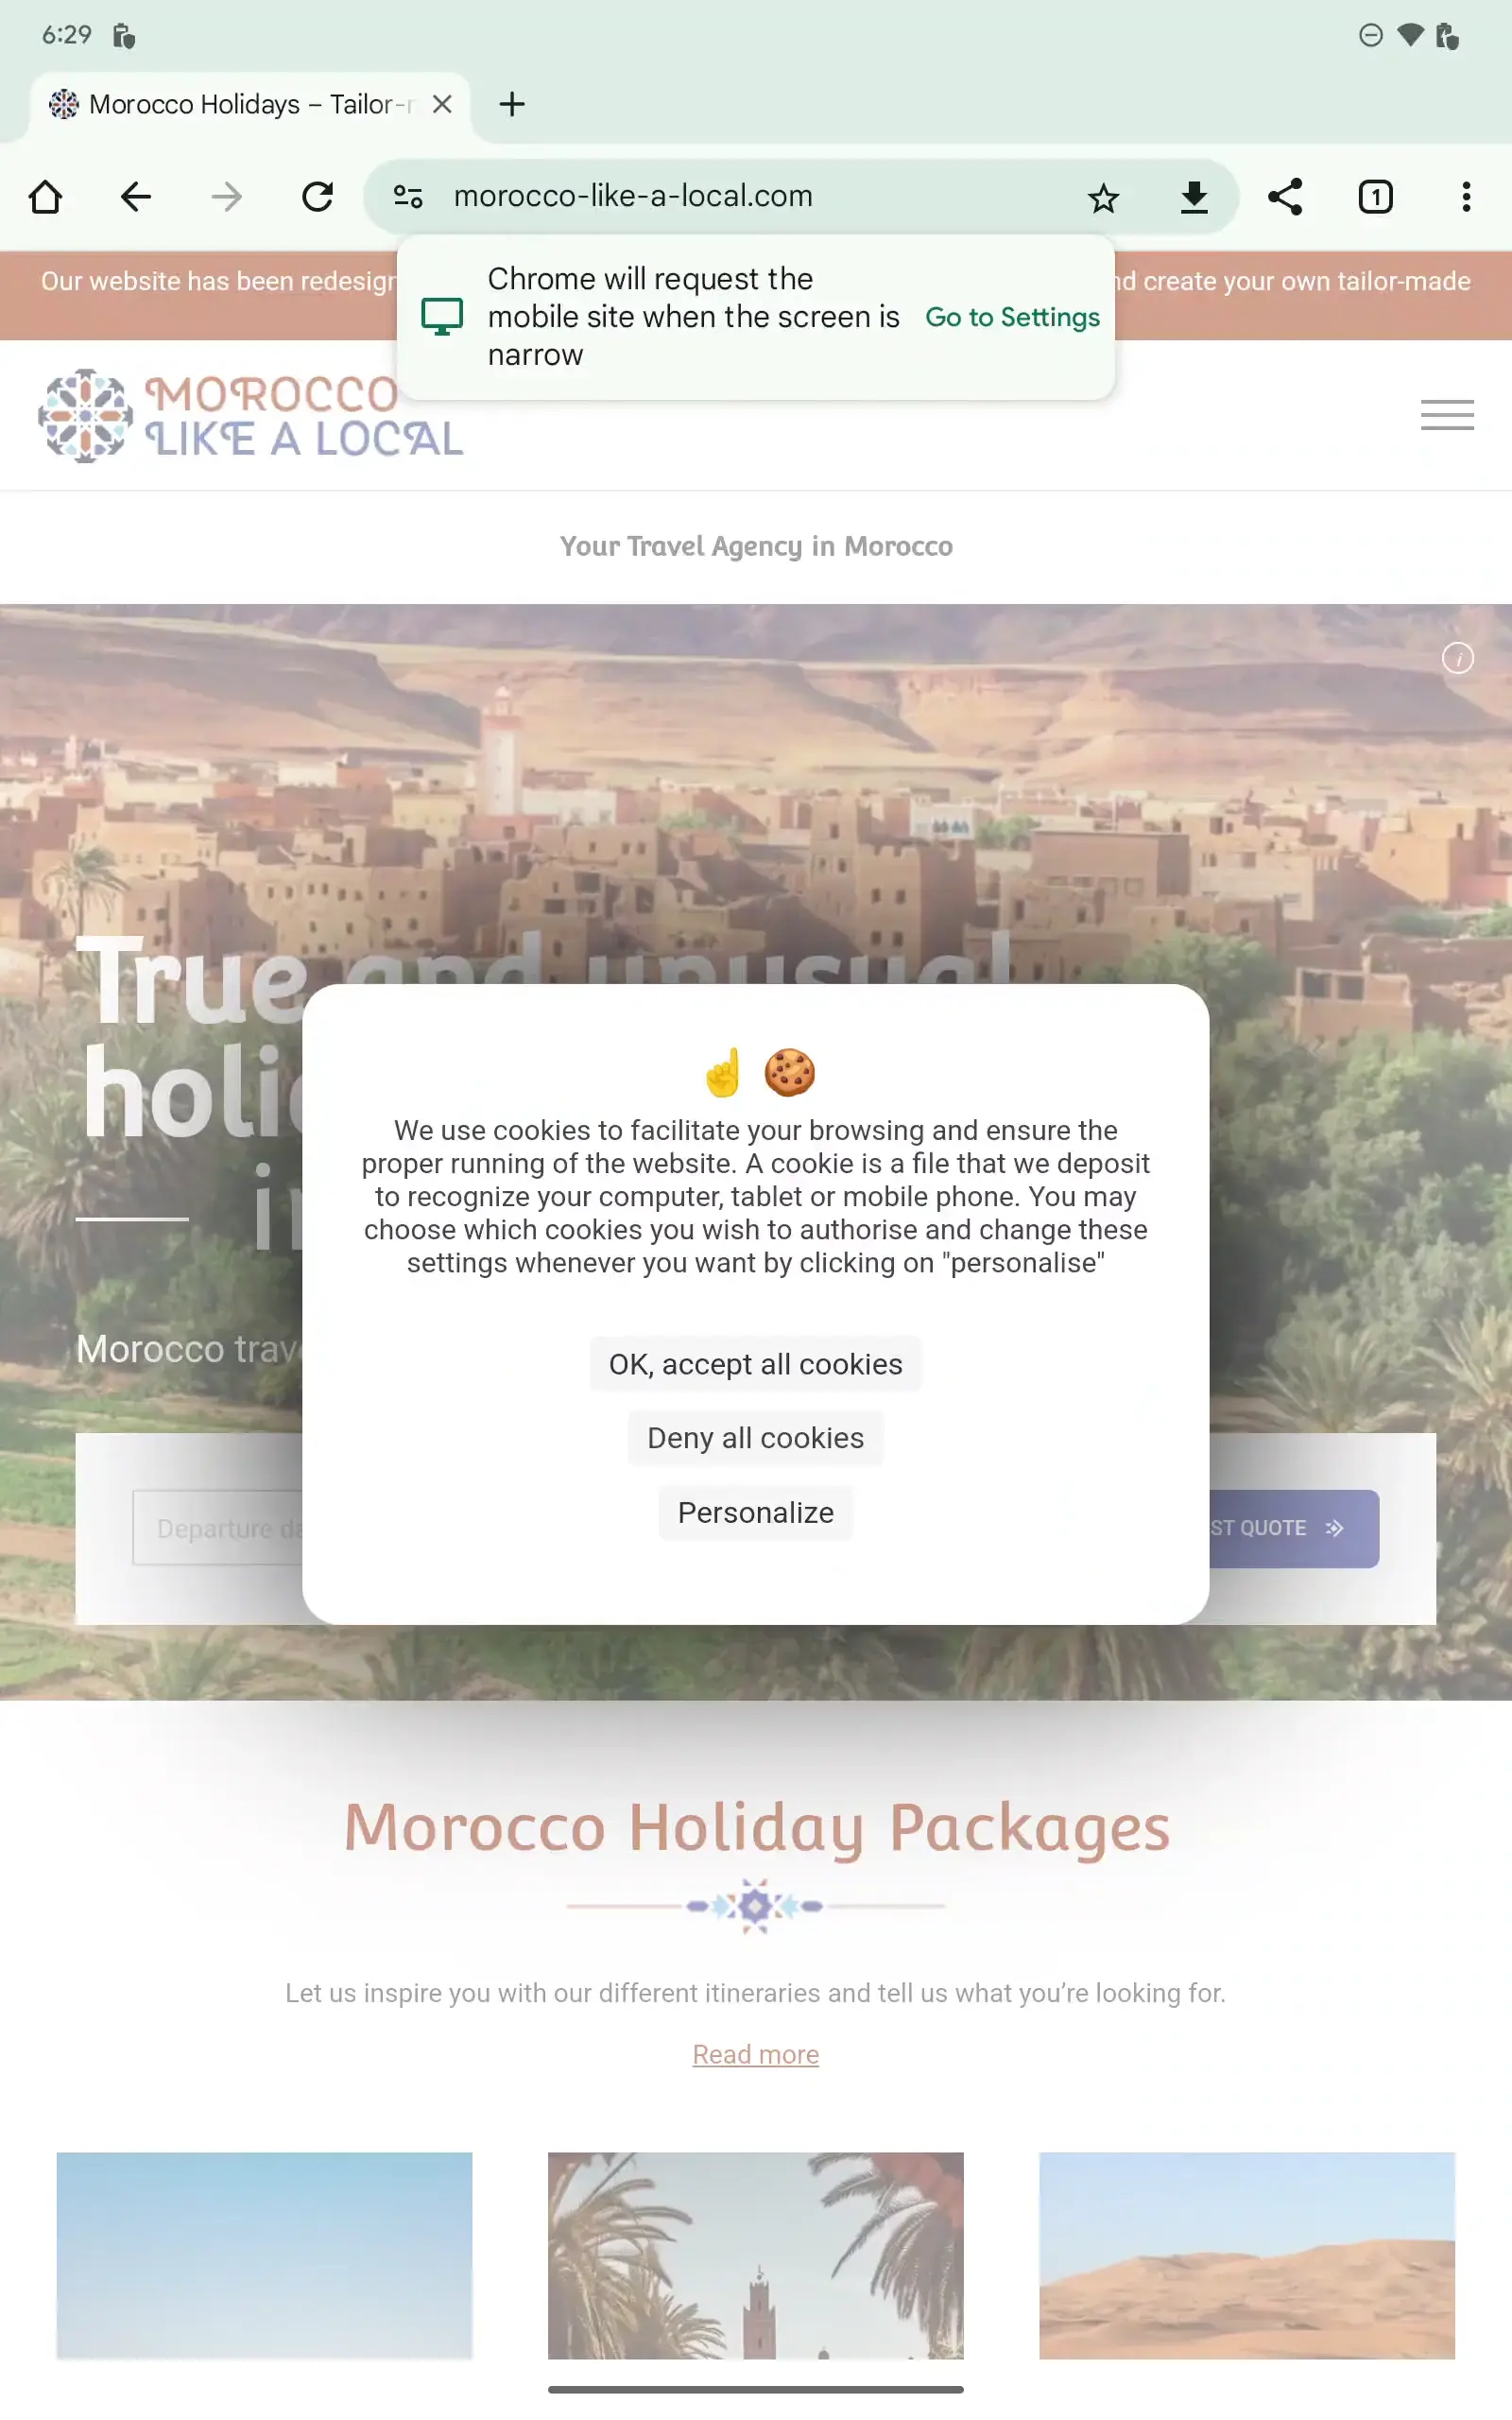 6:29
Morocco Holidays – Tailor-
1
morocco-like-a-local.com
Our website has been
nd create your own tailor-made
Chrome will request the
mobile site when the screen is
narrow
Go to Settings
MOROCCO
LIKE A LOCAL
Your Travel Agency in Morocco
i
True and unusual
We use cookies to facilitate your browsing and ensure the
proper running of the website. A cookie is a file that we deposit
to recognize your computer, tablet or mobile phone. You may
choose which cookies you wish to authorise and change these
settings whenever you want by clicking on "personalise"
Morocco
OK, accept all cookies
Deny all cookies
Personalize
Departure
ST QUOTE
Morocco Holiday Packages
Let us inspire you with our different itineraries and tell us what you’re looking for.
Read more